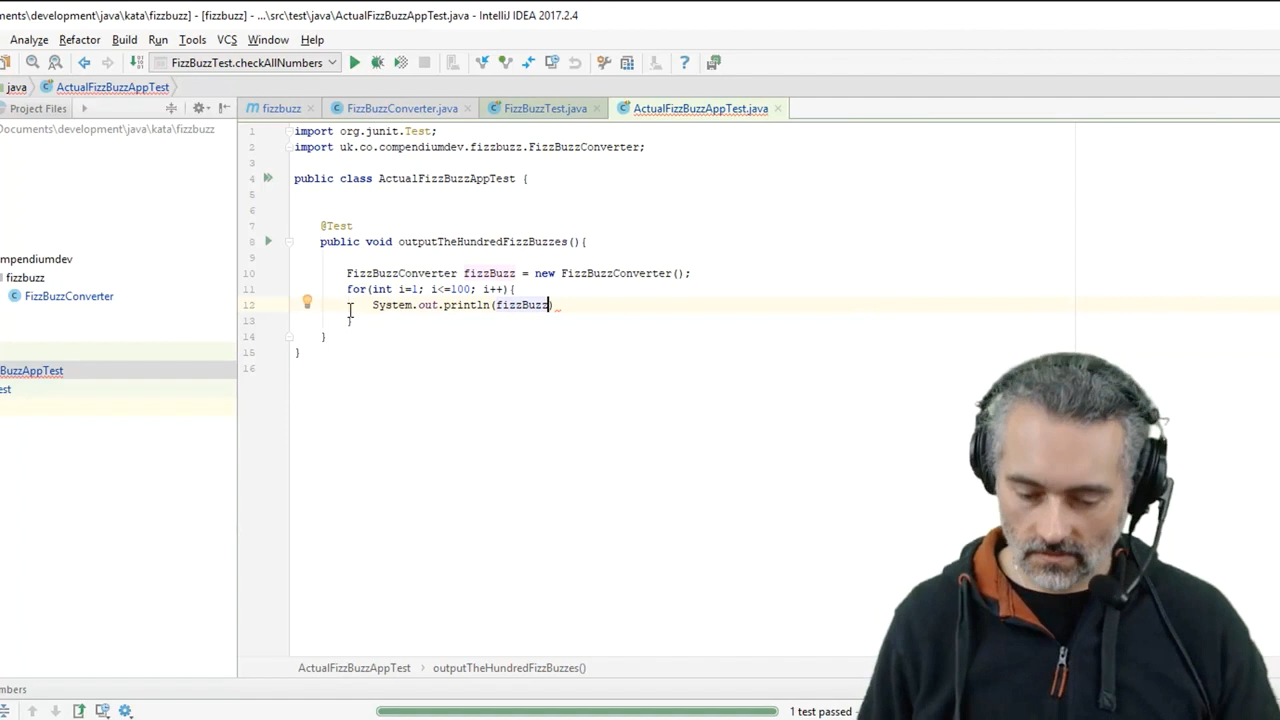 ments\development\java\kata\fizzbuzz] - [fizzbuzz] - ...\src\test\java\ActualFizzBuzzAppTest.java - IntelliJ IDEA 2017.2.4
Analyze Refactor Build Run Tools VCS Window Help
FizzBuzzTest.checkAllNumbers
java ActualFizzBuzzAppTest
Project Files fizzbuzz FizzBuzzConverter.java FizzBuzzTest.java ActualFizzBuzzAppTest.java
Documents\development\java\kata\fizzbuzz
1 import org.junit.Test;
2 import uk.co.compendiumdev.fizzbuzz.FizzBuzzConverter;
3
4 public class ActualFizzBuzzAppTest {
5
6
7 @Test
8 public void outputTheHundredFizzBuzzes(){
9
10 FizzBuzzConverter fizzBuzz = new FizzBuzzConverter();
11 for(int i=1; i<=100; i++){
12 System.out.println(fizzBuzz)
13 }
14 }
15 }
16
mpendiumdev
fizzbuzz
FizzBuzzConverter
BuzzAppTest
est
ActualFizzBuzzAppTest outputTheHundredFizzBuzzes()
mbers
1 test passed